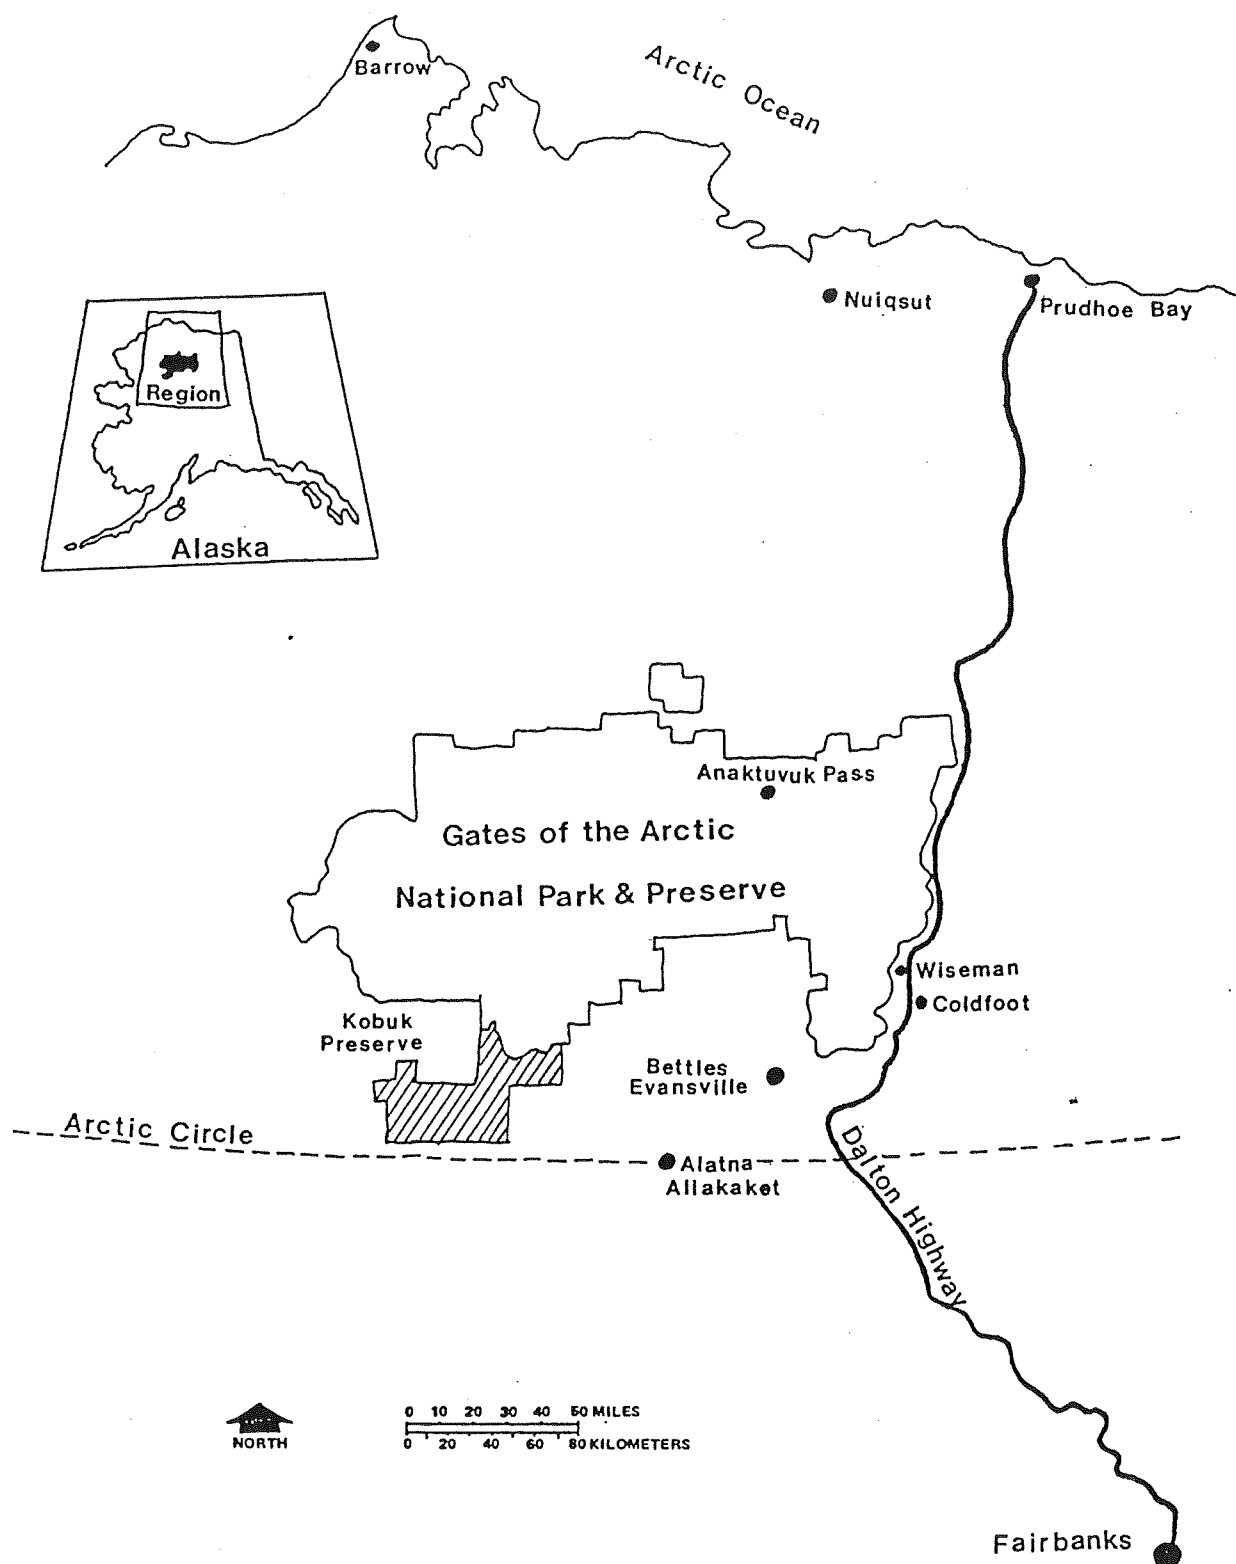 Barrow
Arctic Ocean
Nuiqsut
Prudhoe Bay
Region
Alaska
Anaktuvuk Pass
Gates of the Arctic
National Park & Preserve
Wiseman
Coldfoot
Kobuk
Preserve
Bettles
Evansville
Arctic Circle
Alatna
Allakaket
Dalton Highway
0 10 20 30 40 50 MILES
0 20 40 60 80 KILOMETERS
NORTH
Fairbanks